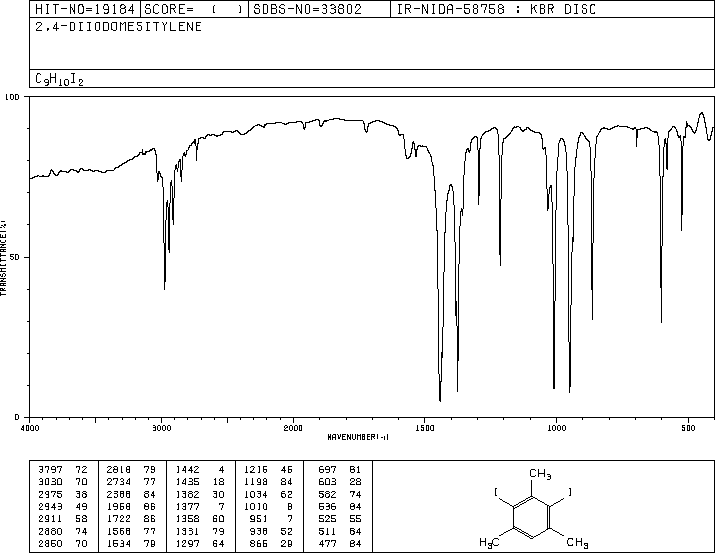 HIT-NO=19184 SCORE= ( ) SDBS-NO=33802 IR-NIDA-58758 : KBR DISC
2,4-DIIODOMESITYLENE
C9H10I2
100
50
0
TRANSMITTANCE(%)
4000 3000 2000 1500 1000 500
WAVENUMBER(-1)
3797 72 2818 79 1442 4 1215 46 697 81
3030 70 2734 77 1435 18 1198 84 603 28
2975 38 2388 84 1382 30 1034 62 582 74
2943 49 1956 86 1377 7 1010 8 536 84
2911 58 1722 86 1358 60 951 7 525 55
2880 74 1568 77 1331 79 938 52 511 84
2850 70 1534 79 1297 64 866 29 477 84
CH3
I I
H3C CH3